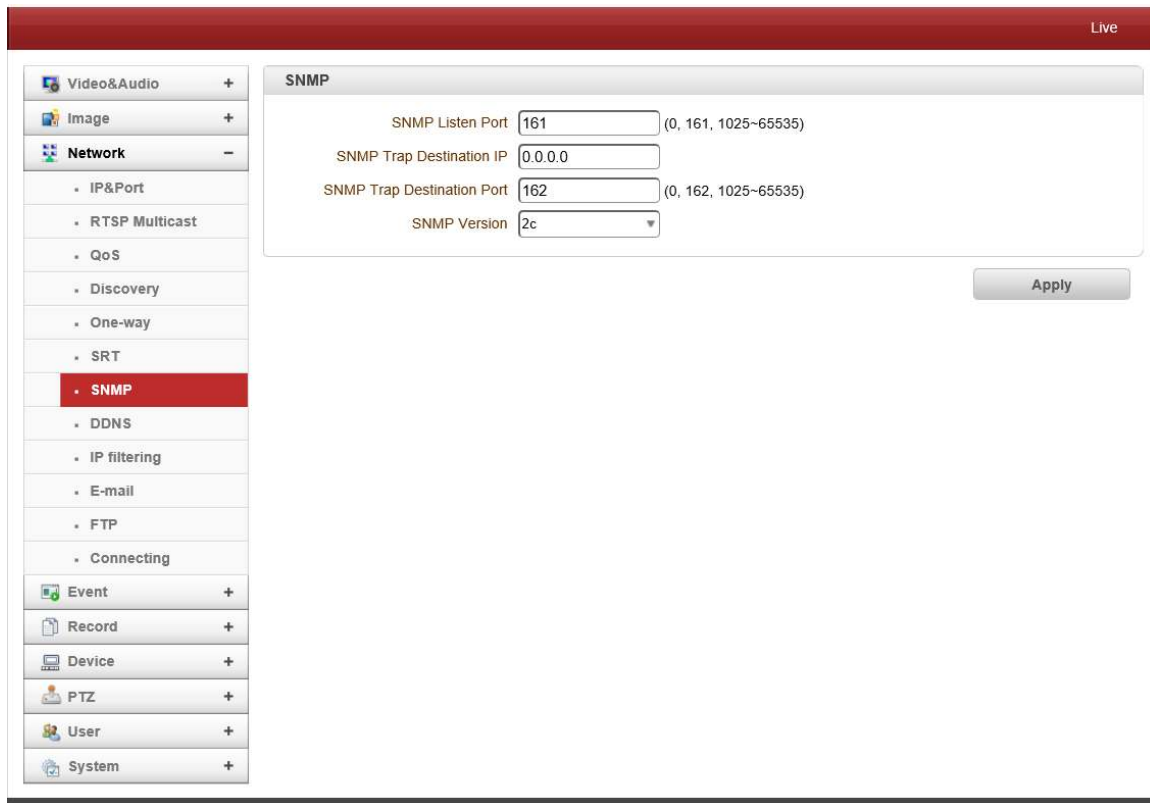 Live
Video&Audio +
Image +
Network −
IP&Port
RTSP Multicast
QoS
Discovery
One-way
SRT
SNMP
DDNS
IP filtering
E-mail
FTP
Connecting
Event +
Record +
Device +
PTZ +
User +
System +
SNMP
SNMP Listen Port 161 (0, 161, 1025~65535)
SNMP Trap Destination IP 0.0.0.0
SNMP Trap Destination Port 162 (0, 162, 1025~65535)
SNMP Version 2c
Apply